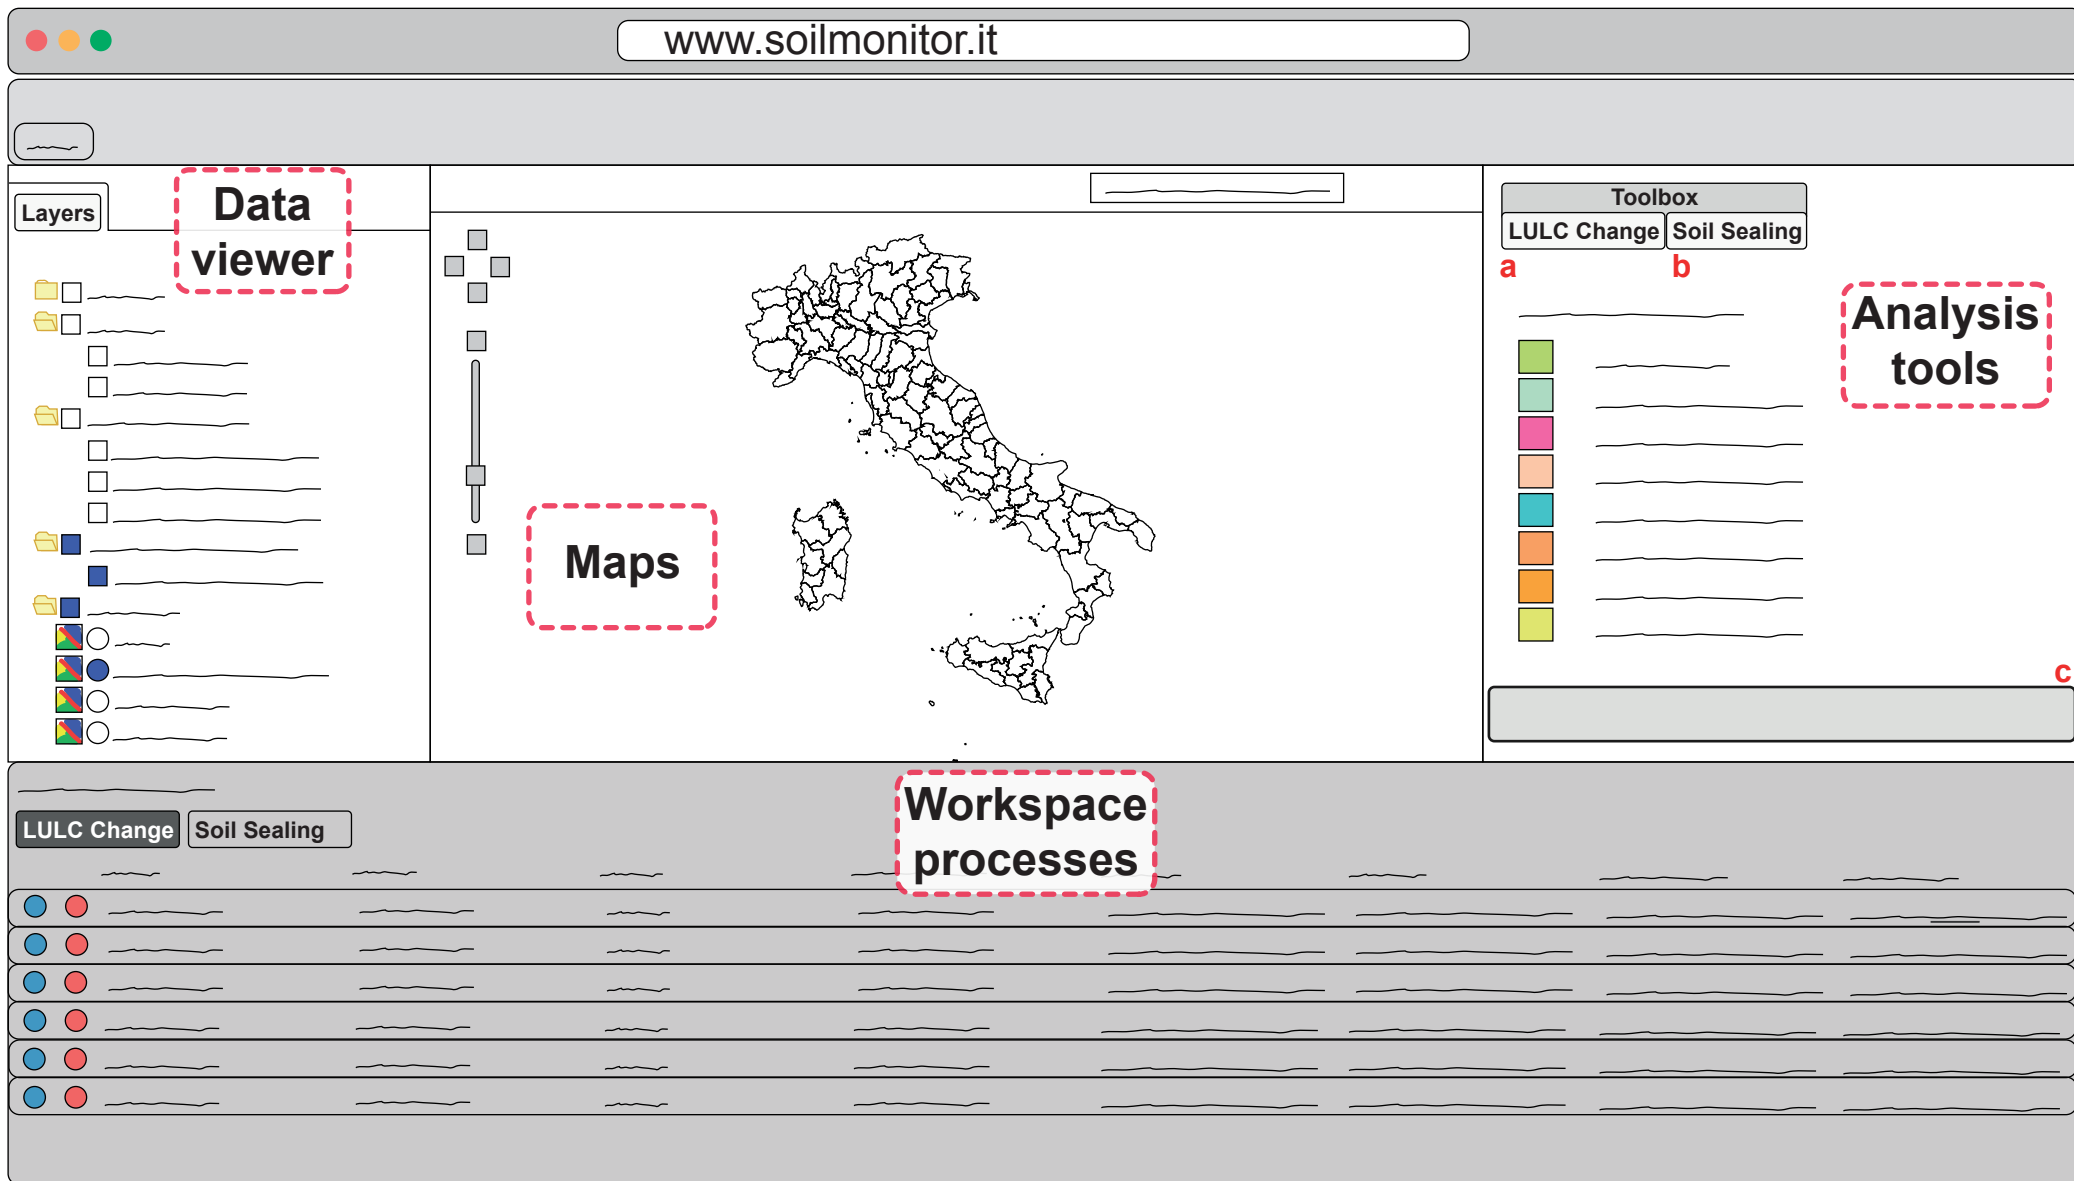 www.soilmonitor.it
Layers
Data
viewer
Toolbox
LULC Change
Soil Sealing
a
b
Analysis
tools
Maps
c
Workspace
processes
LULC Change
Soil Sealing